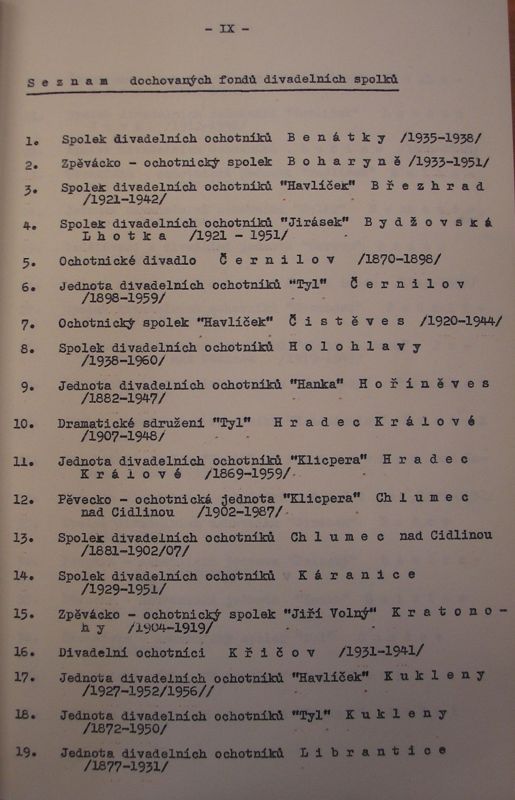 - IX -
S e z n a m dochovaných fondů divadelních spolků
1. Spolek divadelních ochotníků B e n á t k y /1935-1938/
2. Zpěvácko - ochotnický spolek B o h a r y n ě /1933-1951/
3. Spolek divadelních ochotníků "Havlíček" B ř e z h r a d
/1921-1942/
4. Spolek divadelních ochotníků "Jirásek" B y d ž o v s k á
L h o t k a /1921 - 1951/
5. Ochotnické divadlo Č e r n i l o v /1870-1898/
6. Jednota divadelních ochotníků "Tyl" Č e r n i l o v
/1898-1959/
7. Ochotnický spolek "Havlíček" Č i s t ě v e s /1920-1944/
8. Spolek divadelních ochotníků H o l o h l a v y
/1938-1960/
9. Jednota divadelních ochotníků "Hanka" H o ř i n ě v e s
/1882-1947/
10. Dramatické sdružení "Tyl" H r a d e c K r á l o v é
/1907-1948/
11. Jednota divadelních ochotníků "Klicpera" H r a d e c
K r á l o v é /1869-1959/
12. Pěvecko - ochotnická jednota "Klicpera" Ch l u m e c
nad Cidlinou /1902-1987/
13. Spolek divadelních ochotníků Ch l u m e c nad Cidlinou
/1881-1902/07/
14. Spolek divadelních ochotníků K á r a n i c e
/1929-1951/
15. Zpěvácko - ochotnický spolek "Jiří Volný" K r a t o n o -
h y /1904-1919/
16. Divadelní ochotníci K ř i č o v /1931-1941/
17. Jednota divadelních ochotníků "Havlíček" K u k l e n y
/1927-1952/1956//
18. Jednota divadelních ochotníků "Tyl" K u k l e n y
/1872-1950/
19. Jednota divadelních ochotníků L i b r a n t i c e
/1877-1931/